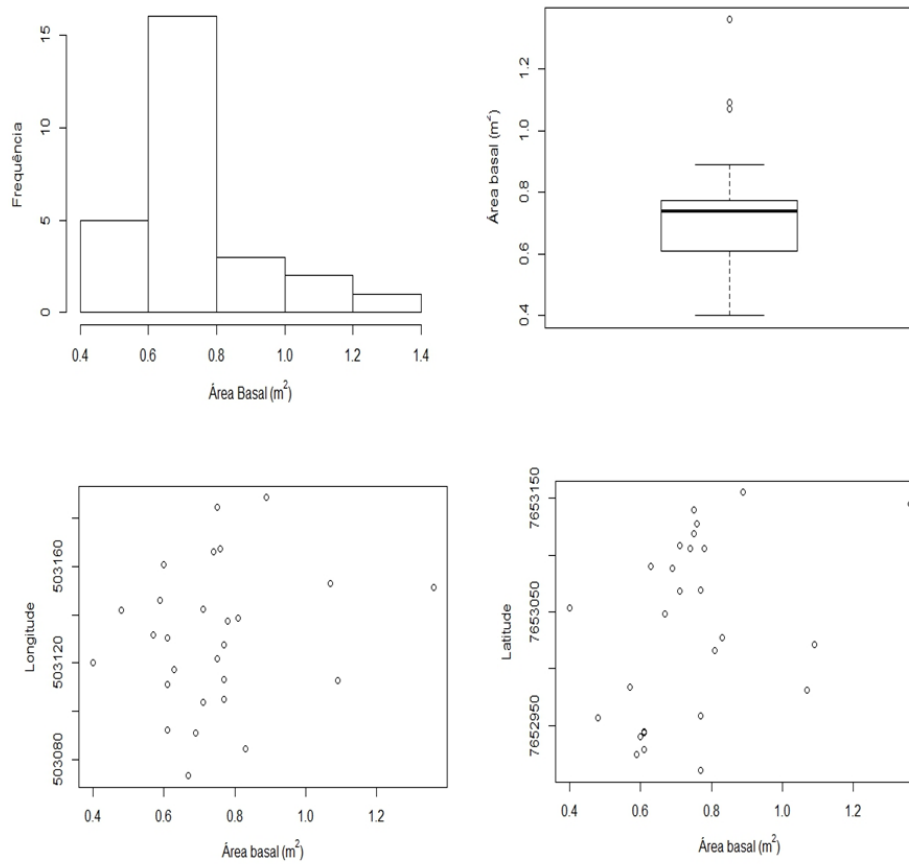 Frequência
15
10
5
0
0.4 0.6 0.8 1.0 1.2 1.4
Área Basal (m²)
Área basal (m²)
1.2
1.0
0.8
0.6
0.4
Longitude
503160
503120
503080
0.4 0.6 0.8 1.0 1.2
Área basal (m²)
Latitude
7653150
7653050
7652950
0.4 0.6 0.8 1.0 1.2
Área basal (m²)